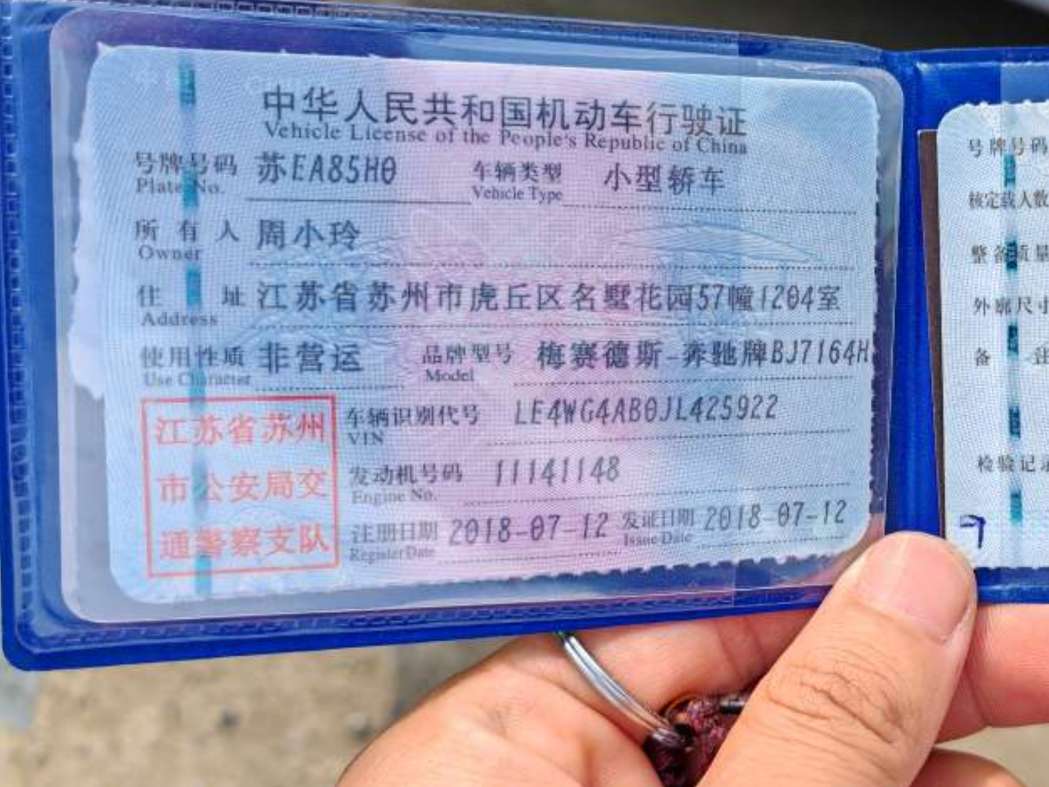 中华人民共和国机动车行驶证
Vehicle License of the People's Republic of China
号牌号码 苏EA85H0 车辆类型 小型轿车
Plate No. Vehicle Type
所有人 周小玲
Owner
住址 江苏省苏州市虎丘区名墅花园57幢1204室
Address
使用性质 非营运 品牌型号 梅赛德斯-奔驰牌BJ7164H
Use Character Model
江苏省苏州
市公安局交
通警察支队
车辆识别代号 LE4WG4AB0JL425922
VIN
发动机号码 11141148
Engine No.
注册日期 2018-07-12 发证日期 2018-07-12
Register Date Issue Date
号牌号码
核定载人数
整备质量
外廓尺寸
备注
检验记录